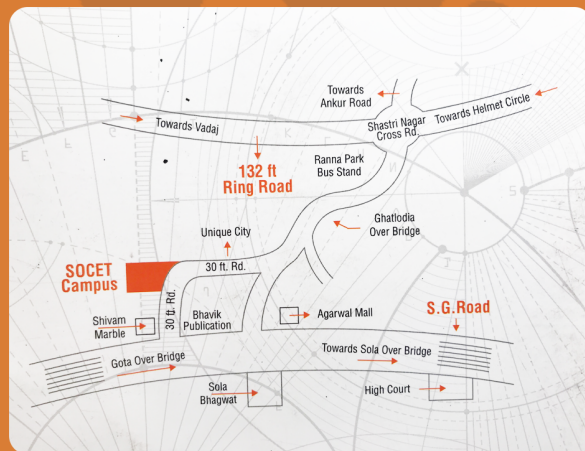 Towards
Ankur Road
Towards Vadaj
Shastri Nagar
Cross Rd.
Towards Helmet Circle
132 ft
Ring Road
Ranna Park
Bus Stand
Ghatlodia
Over Bridge
Unique City
30 ft. Rd.
SOCET
Campus
30 ft. Rd.
Shivam
Marble
Bhavik
Publication
Agarwal Mall
S.G.Road
Gota Over Bridge
Towards Sola Over Bridge
Sola
Bhagwat
High Court